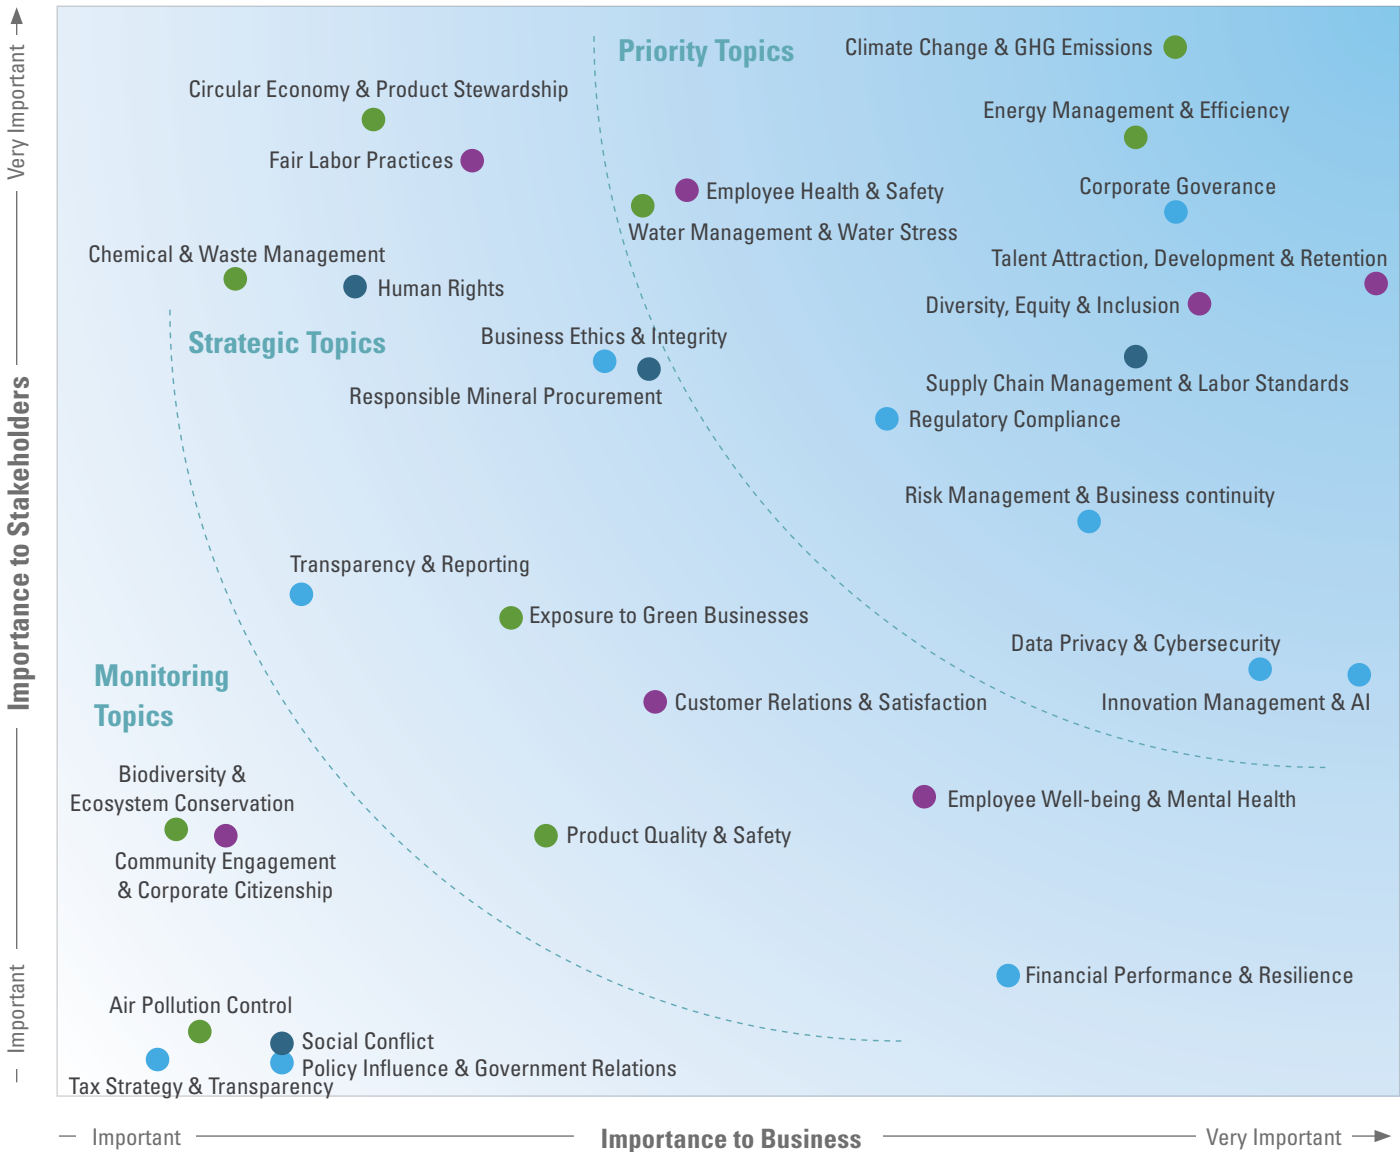 Priority Topics
Climate Change & GHG Emissions
Circular Economy & Product Stewardship
Energy Management & Efficiency
Fair Labor Practices
Employee Health & Safety
Corporate Goverance
Water Management & Water Stress
Chemical & Waste Management
Talent Attraction, Development & Retention
Human Rights
Diversity, Equity & Inclusion
Strategic Topics
Business Ethics & Integrity
Supply Chain Management & Labor Standards
Responsible Mineral Procurement
Regulatory Compliance
Risk Management & Business continuity
Transparency & Reporting
Exposure to Green Businesses
Data Privacy & Cybersecurity
Monitoring
Topics
Customer Relations & Satisfaction
Innovation Management & AI
Biodiversity &
Ecosystem Conservation
Employee Well-being & Mental Health
Product Quality & Safety
Community Engagement
& Corporate Citizenship
Financial Performance & Resilience
Air Pollution Control
Social Conflict
Policy Influence & Government Relations
Tax Strategy & Transparency
Very Important
Importance to Stakeholders
Important
Important
Importance to Business
Very Important